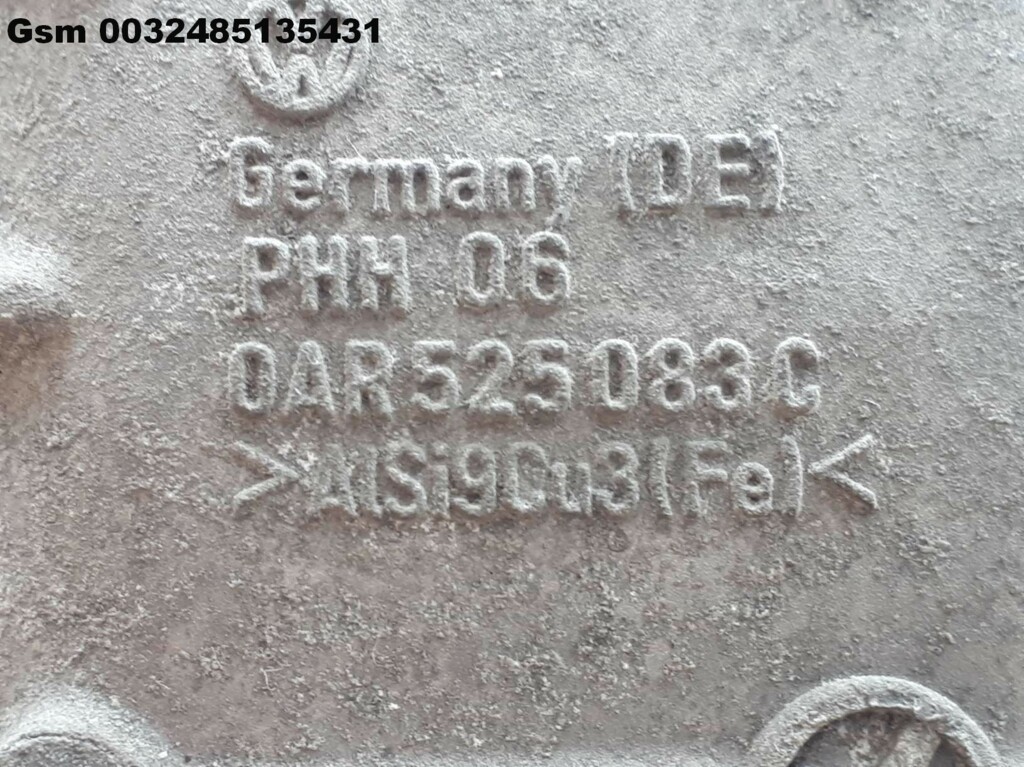 Gsm 0032485135431
Germany (DE)
PHH 06
0AR 525 083 C
>AlSi9Cu3(Fe)<